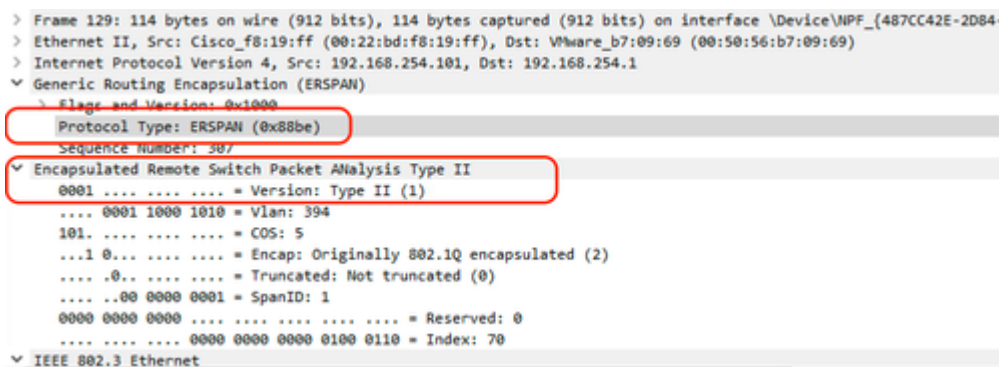 > Frame 129: 114 bytes on wire (912 bits), 114 bytes captured (912 bits) on interface \Device\NPF_{487CC42E-2D84-
> Ethernet II, Src: Cisco_f8:19:ff (00:22:bd:f8:19:ff), Dst: VMware_b7:09:69 (00:50:56:b7:09:69)
> Internet Protocol Version 4, Src: 192.168.254.101, Dst: 192.168.254.1
Generic Routing Encapsulation (ERSPAN)
> Flags and Version: 0x1000
Protocol Type: ERSPAN (0x88be)
Sequence Number: 307
Encapsulated Remote Switch Packet ANalysis Type II
0001 .... .... .... = Version: Type II (1)
.... 0001 1000 1010 = Vlan: 394
101. .... .... .... = COS: 5
...1 0... .... .... = Encap: Originally 802.1Q encapsulated (2)
.... .0.. .... .... = Truncated: Not truncated (0)
.... ..00 0000 0001 = SpanID: 1
0000 0000 0000 .... .... .... .... .... = Reserved: 0
.... .... .... 0000 0000 0000 0100 0110 = Index: 70
IEEE 802.3 Ethernet